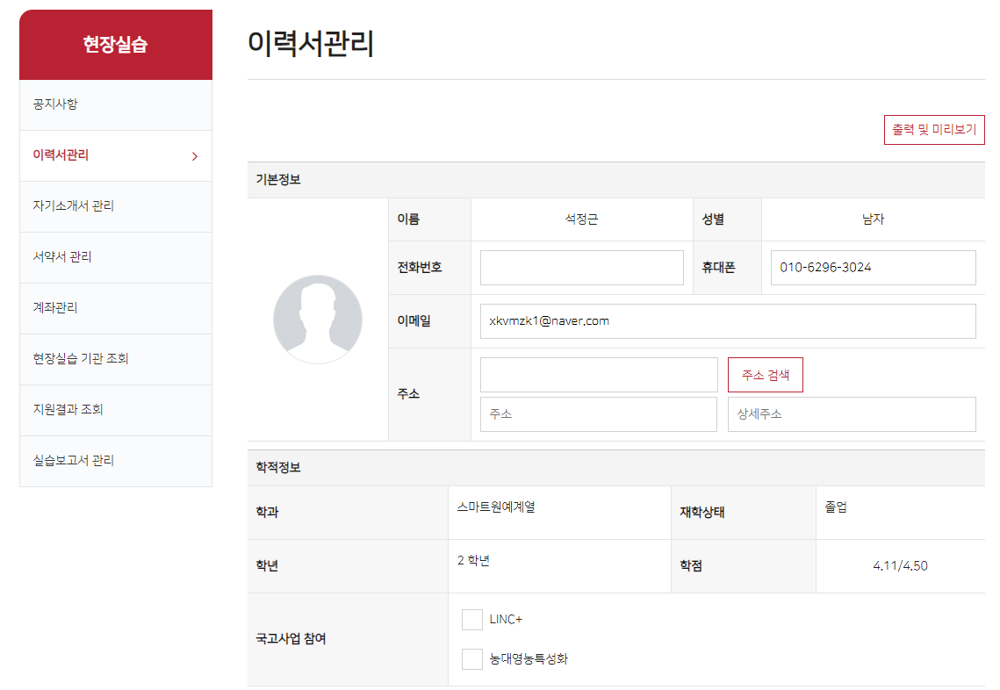 현장실습
공지사항
이력서관리
자기소개서 관리
서약서 관리
계좌관리
현장실습 기관 조회
지원결과 조회
실습보고서 관리
이력서관리
출력 및 미리보기
기본정보
이름 석정근 성별 남자
전화번호 휴대폰 010-6296-3024
이메일 xkvmzk1@naver.com
주소 주소 검색
주소 상세주소
학적정보
학과 스마트원예계열 재학상태 졸업
학년 2 학년 학점 4.11/4.50
국고사업 참여
LINC+
농대영농특성화